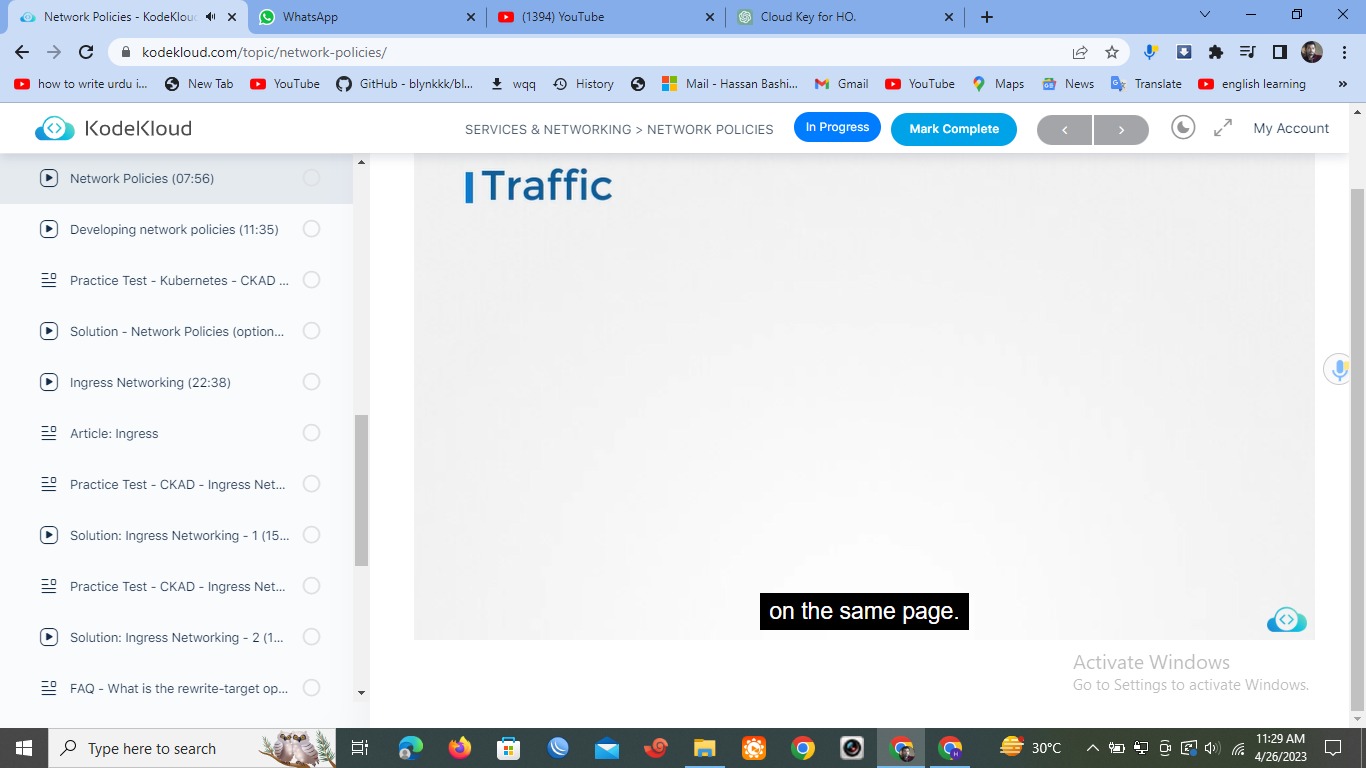 Network Policies - KodeKlou
WhatsApp
(1394) YouTube
Cloud Key for HO.
kodekloud.com/topic/network-policies/
how to write urdu i...
New Tab
YouTube
GitHub - blynkkk/bl...
wqq
History
Mail - Hassan Bashi...
Gmail
YouTube
Maps
News
Translate
english learning
»
KodeKloud
SERVICES & NETWORKING > NETWORK POLICIES
In Progress
Mark Complete
<
>
My Account
Network Policies (07:56)
Developing network policies (11:35)
Practice Test - Kubernetes - CKAD ...
Solution - Network Policies (option...
Ingress Networking (22:38)
Article: Ingress
Practice Test - CKAD - Ingress Net...
Solution: Ingress Networking - 1 (15...
Practice Test - CKAD - Ingress Net...
Solution: Ingress Networking - 2 (1...
FAQ - What is the rewrite-target op...
Traffic
on the same page.
Activate Windows
Go to Settings to activate Windows.
Type here to search
30°C
11:29 AM
4/26/2023